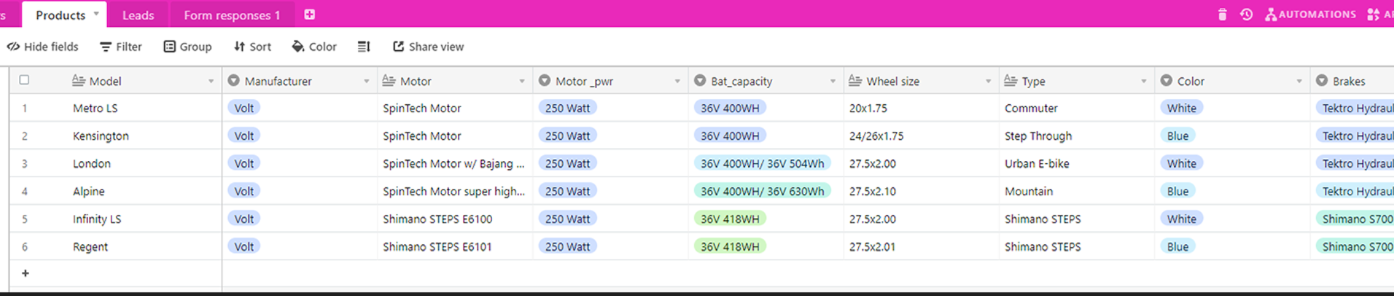 s Products Leads Form responses 1 AUTOMATIONS A
Hide fields Filter Group Sort Color Share view
Model Manufacturer Motor Motor _pwr Bat_capacity Wheel size Type Color Brakes
1 Metro LS Volt SpinTech Motor 250 Watt 36V 400WH 20x1.75 Commuter White Tektro Hydraul
2 Kensington Volt SpinTech Motor 250 Watt 36V 400WH 24/26x1.75 Step Through Blue Tektro Hydraul
3 London Volt SpinTech Motor w/ Bajang ... 250 Watt 36V 400WH/ 36V 504Wh 27.5x2.00 Urban E-bike White Tektro Hydraul
4 Alpine Volt SpinTech Motor super high... 250 Watt 36V 400WH/ 36V 630Wh 27.5x2.10 Mountain Blue Tektro Hydraul
5 Infinity LS Volt Shimano STEPS E6100 250 Watt 36V 418WH 27.5x2.00 Shimano STEPS White Shimano S700
6 Regent Volt Shimano STEPS E6101 250 Watt 36V 418WH 27.5x2.01 Shimano STEPS Blue Shimano S700
+